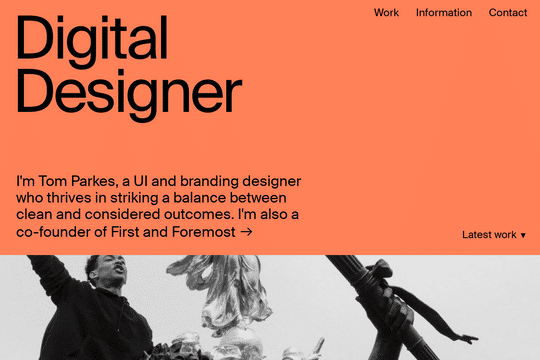 Work Information Contact
Digital
Designer
I'm Tom Parkes, a UI and branding designer
who thrives in striking a balance between
clean and considered outcomes. I'm also a
co-founder of First and Foremost →
Latest work ▼